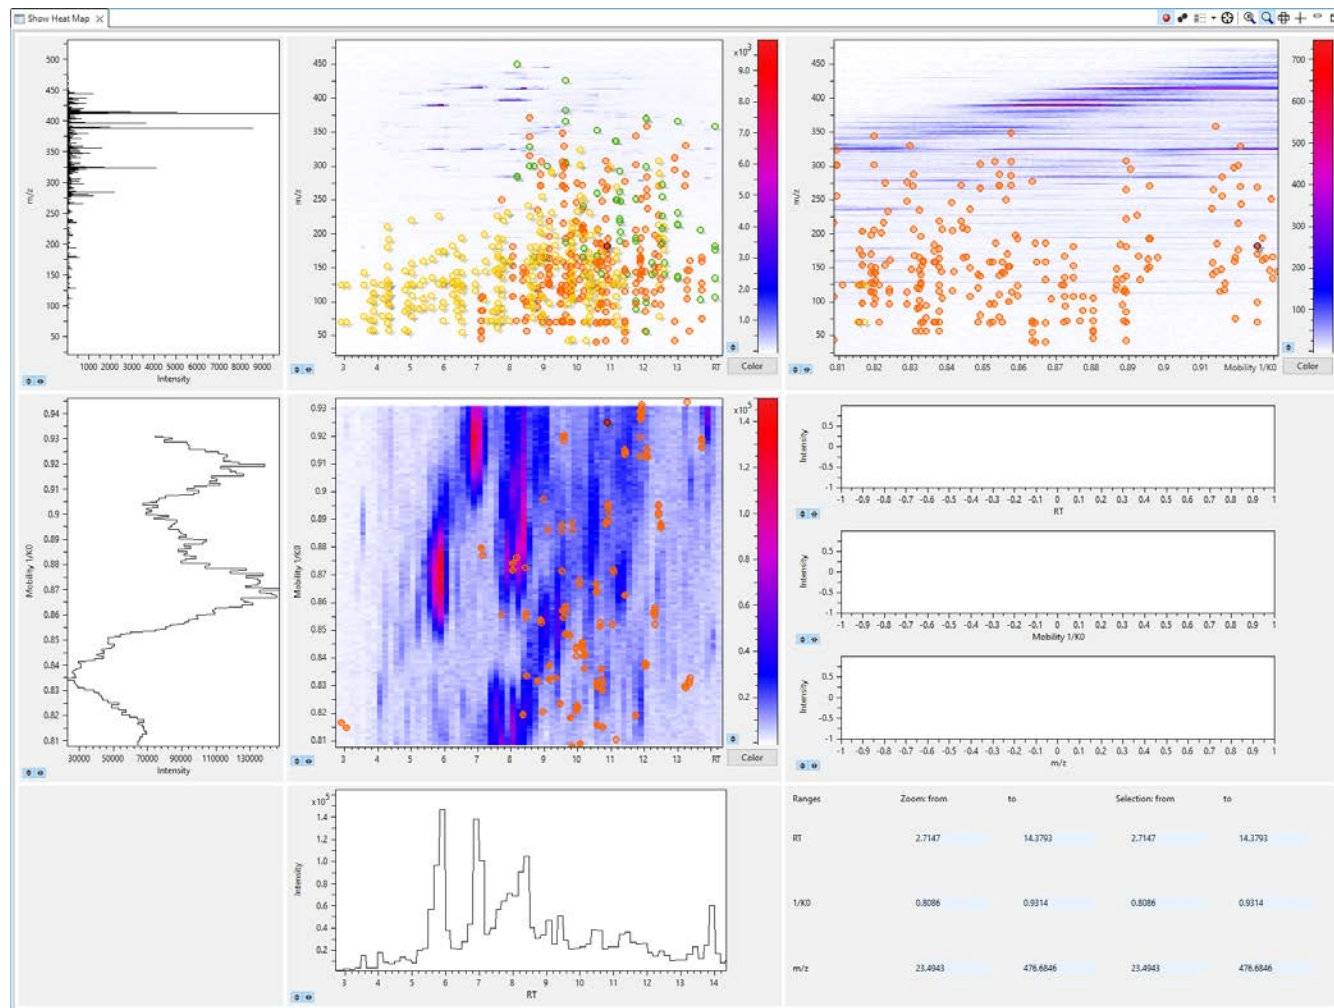 Show Heat Map
500
450
400
350
300
250
200
150
100
50
m/z
1000 2000 3000 4000 5000 6000 7000 8000 9000
Intensity
450
400
350
300
250
200
150
100
50
m/z
3 4 5 6 7 8 9 10 11 12 13 RT
x10³
9.0
8.0
7.0
6.0
5.0
4.0
3.0
2.0
1.0
0
Color
450
400
350
300
250
200
150
100
50
m/z
0.81 0.82 0.83 0.84 0.85 0.86 0.87 0.88 0.89 0.9 0.91 Mobility 1/K0
700
600
500
400
300
200
100
0
Color
0.94
0.93
0.92
0.91
0.9
0.89
0.88
0.87
0.86
0.85
0.84
0.83
0.82
0.81
Mobility 1/K0
30000 50000 70000 90000 110000 130000
Intensity
0.93
0.92
0.91
0.9
0.89
0.88
0.87
0.86
0.85
0.84
0.83
0.82
0.81
Mobility 1/K0
3 4 5 6 7 8 9 10 11 12 13 RT
x10⁵
1.4
1.2
1.0
0.8
0.6
0.4
0.2
0
Color
0.5
0
-0.5
-1
Intensity
-1 -0.9 -0.8 -0.7 -0.6 -0.5 -0.4 -0.3 -0.2 -0.1 0 0.1 0.2 0.3 0.4 0.5 0.6 0.7 0.8 0.9 1
RT
0.5
0
-0.5
-1
Intensity
-1 -0.9 -0.8 -0.7 -0.6 -0.5 -0.4 -0.3 -0.2 -0.1 0 0.1 0.2 0.3 0.4 0.5 0.6 0.7 0.8 0.9 1
Mobility 1/K0
0.5
0
-0.5
-1
Intensity
-1 -0.9 -0.8 -0.7 -0.6 -0.5 -0.4 -0.3 -0.2 -0.1 0 0.1 0.2 0.3 0.4 0.5 0.6 0.7 0.8 0.9 1
m/z
x10⁵
1.4
1.2
1.0
0.8
0.6
0.4
0.2
Intensity
3 4 5 6 7 8 9 10 11 12 13 14
RT
Ranges Zoom: from to Selection: from to
RT 2.7147 14.3793 2.7147 14.3793
1/K0 0.8086 0.9314 0.8086 0.9314
m/z 23.4943 476.6846 23.4943 476.6846